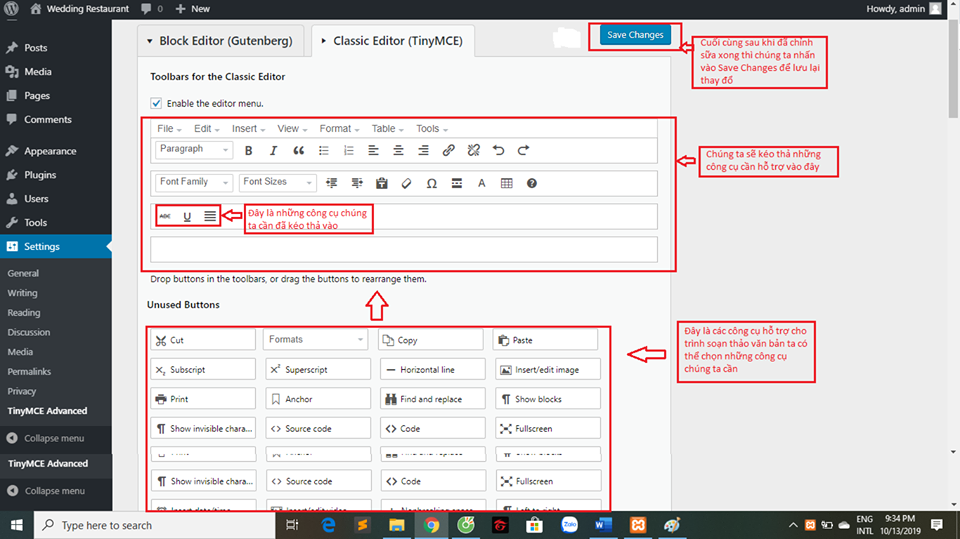 Wedding Restaurant 0 + New Howdy, admin
Posts
Media
Pages
Comments
Appearance
Plugins
Users
Tools
Settings
General
Writing
Reading
Discussion
Media
Permalinks
Privacy
TinyMCE Advanced
Collapse menu
TinyMCE Advanced
Collapse menu
Block Editor (Gutenberg) Classic Editor (TinyMCE)
Save Changes
Cuối cùng sau khi đã chỉnh
sữa xong thì chúng ta nhấn
vào Save Changes để lưu lại
thay đổ
Toolbars for the Classic Editor
Enable the editor menu.
File Edit Insert View Format Table Tools
Paragraph B I
Font Family Font Sizes Ω A
ABC U
Chúng ta sẽ kéo thả những
công cụ cần hỗ trợ vào đây
Đây là những công cụ chúng
ta cần đã kéo thả vào
Drop buttons in the toolbars, or drag the buttons to rearrange them.
Unused Buttons
Cut Formats Copy Paste
Subscript Superscript Horizontal line Insert/edit image
Print Anchor Find and replace Show blocks
Show invisible chara... Source code Code Fullscreen
Show invisible chara... Source code Code Fullscreen
Đây là các công cụ hỗ trợ cho
trình soạn thảo văn bản ta có
thể chọn những công cụ
chúng ta cần
Type here to search
Zalo
ENG
INTL
9:34 PM
10/13/2019